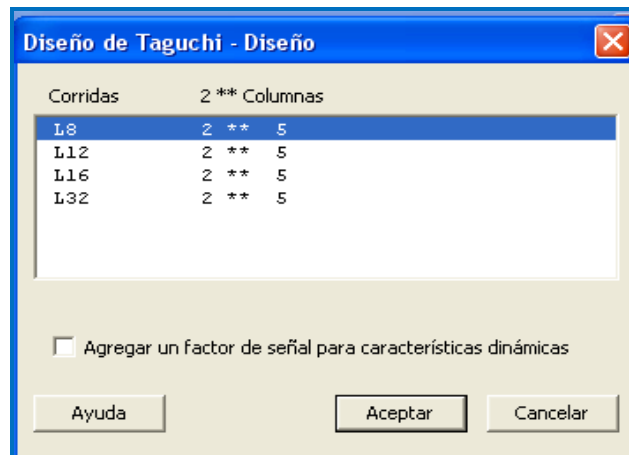 Diseño de Taguchi - Diseño
Corridas 2 ** Columnas
L8 2 ** 5
L12 2 ** 5
L16 2 ** 5
L32 2 ** 5
Agregar un factor de señal para características dinámicas
Ayuda Aceptar Cancelar